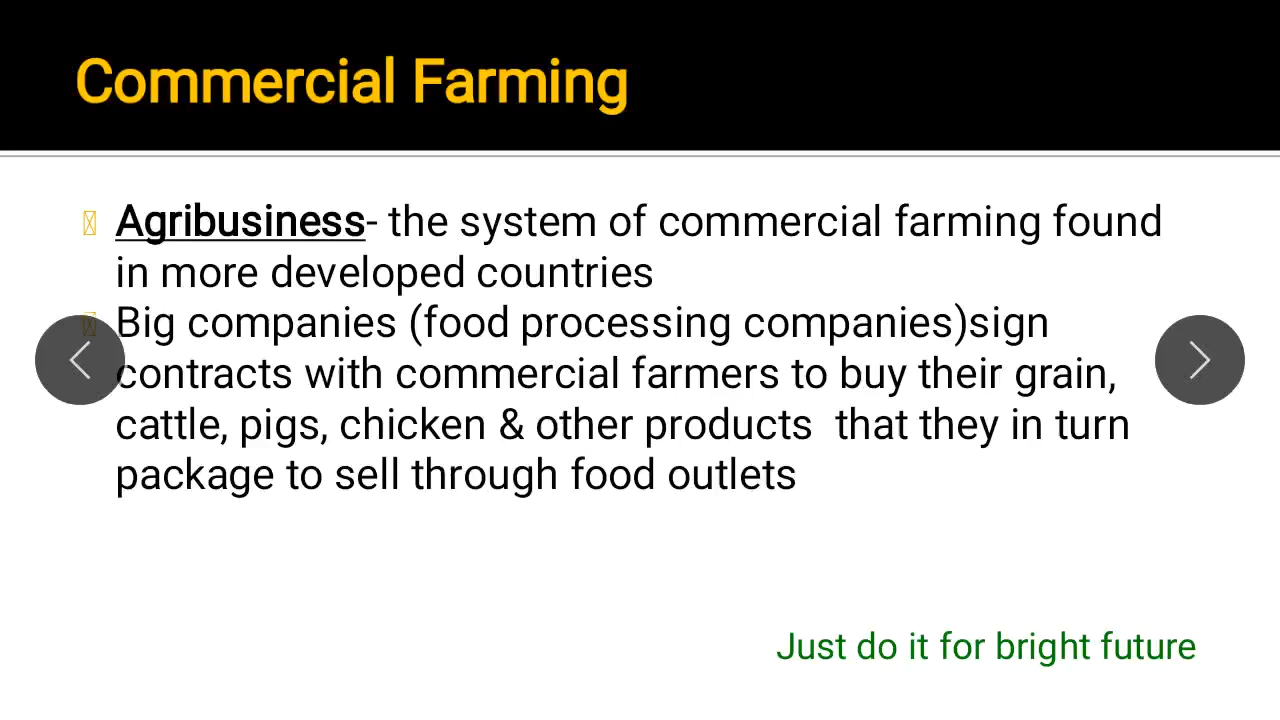 Commercial Farming
Agribusiness- the system of commercial farming found
in more developed countries
Big companies (food processing companies)sign
contracts with commercial farmers to buy their grain,
cattle, pigs, chicken & other products  that they in turn
package to sell through food outlets
Just do it for bright future